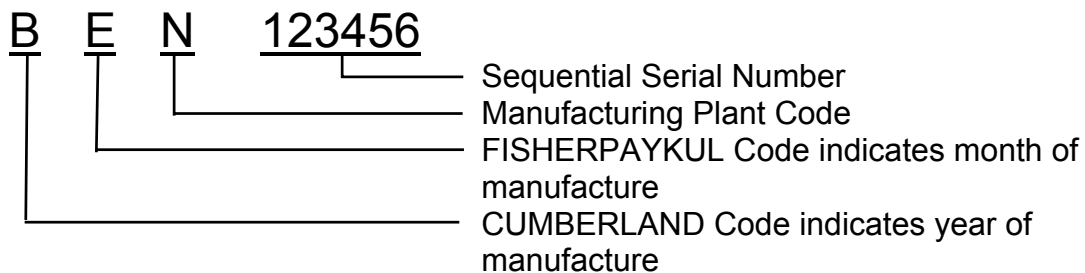 B E N 123456
Sequential Serial Number
Manufacturing Plant Code
FISHERPAYKUL Code indicates month of
manufacture
CUMBERLAND Code indicates year of
manufacture